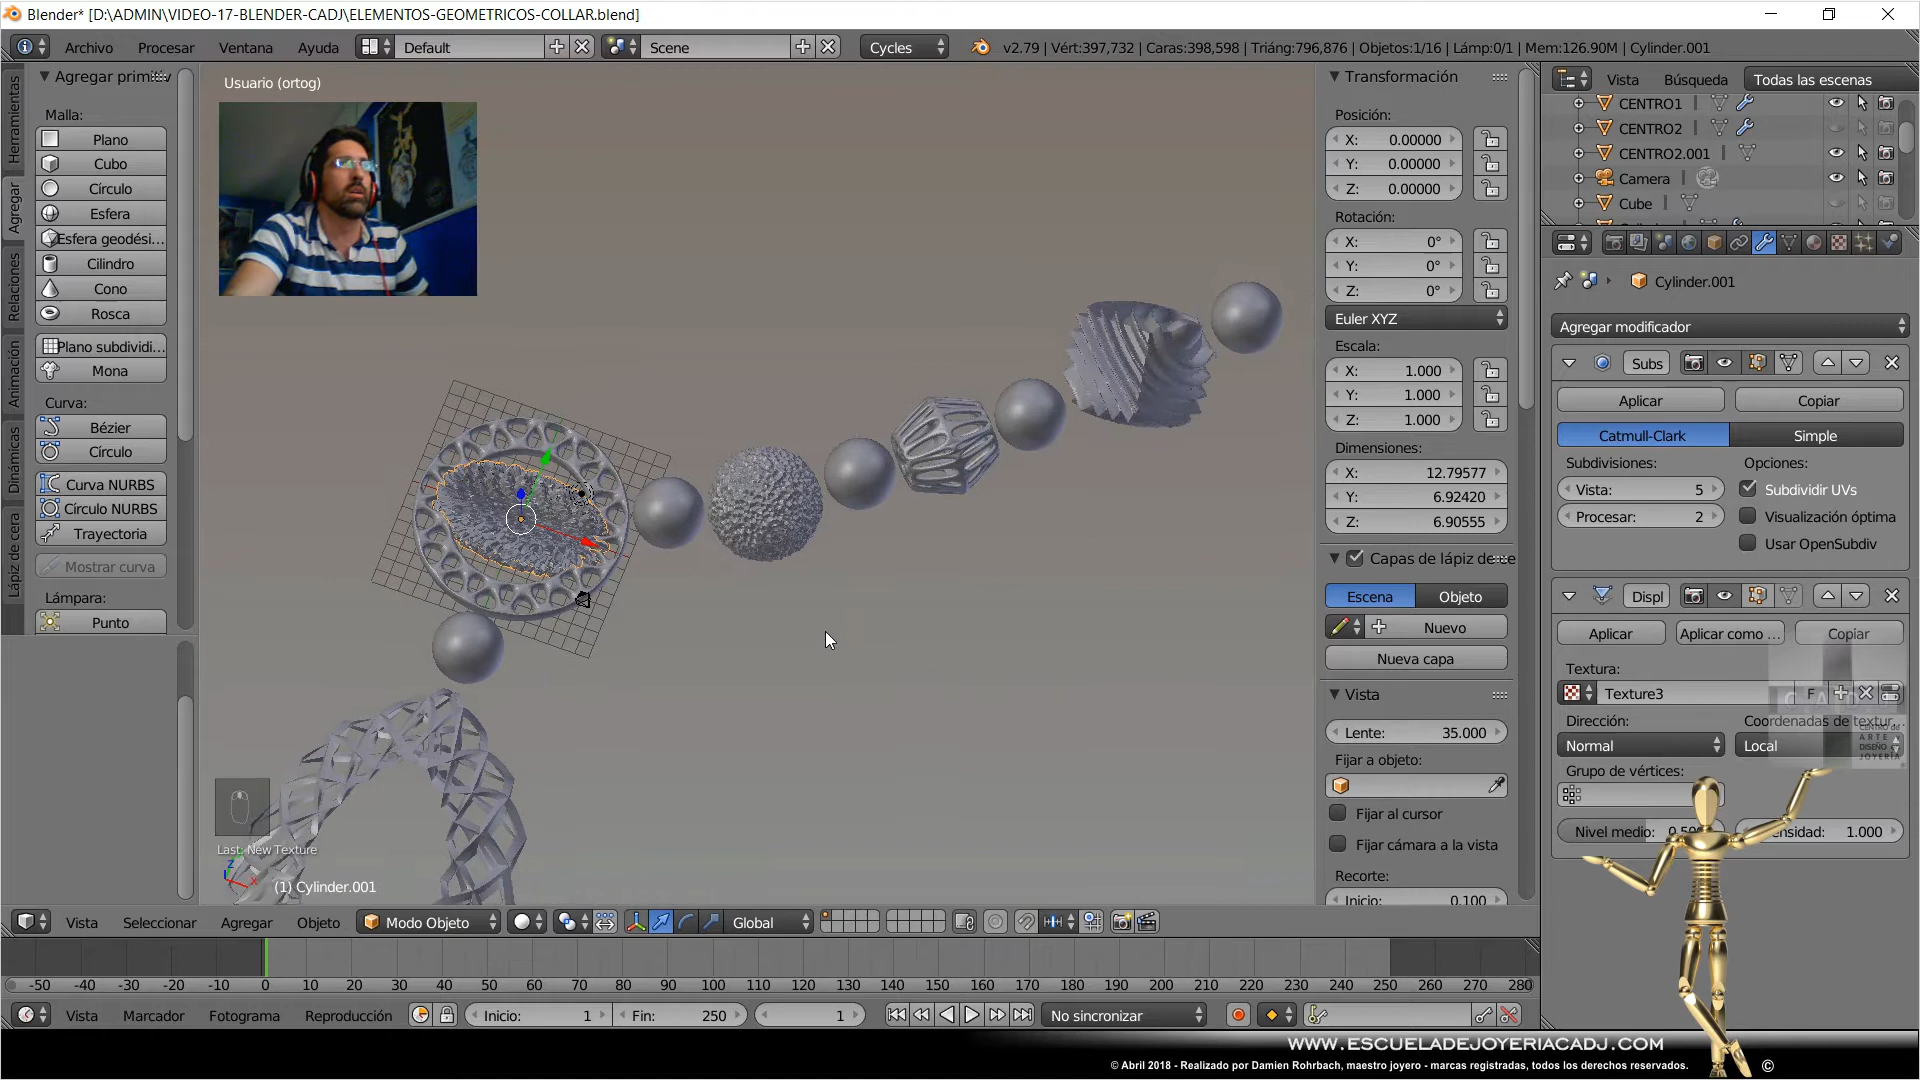 Blender* [D:\ADMIN\VIDEO-17-BLENDER-CADJ\ELEMENTOS-GEOMETRICOS-COLLAR.blend]
Archivo Procesar Ventana Ayuda Default Scene Cycles v2.79 | Vért:397,732 | Caras:398,598 | Triáng:796,876 | Objetos:1/16 | Lámp:0/1 | Mem:126.90M | Cylinder.001
Herramientas
Agregar
Relaciones
Animación
Dinámicas
Lápiz de cera
Agregar primitiv
Malla:
Plano
Cubo
Círculo
Esfera
Esfera geodési...
Cilindro
Cono
Rosca
Plano subdividi...
Mona
Curva:
Bézier
Círculo
Curva NURBS
Círculo NURBS
Trayectoria
Mostrar curva
Lámpara:
Punto
Usuario (ortog)
Last: New Texture
Z
X
(1) Cylinder.001
Transformación
Posición:
X: 0.00000
Y: 0.00000
Z: 0.00000
Rotación:
X: 0°
Y: 0°
Z: 0°
Euler XYZ
Escala:
X: 1.000
Y: 1.000
Z: 1.000
Dimensiones:
X: 12.79577
Y: 6.92420
Z: 6.90555
Capas de lápiz de ce
Escena Objeto
Nuevo
Nueva capa
Vista
Lente: 35.000
Fijar a objeto:
Fijar al cursor
Fijar cámara a la vista
Recorte:
Inicio: 0.100
Vista Búsqueda Todas las escenas
CENTRO1
CENTRO2
CENTRO2.001
Camera
Cube
Cylinder.001
Agregar modificador
Subs
Aplicar Copiar
Catmull-Clark Simple
Subdivisiones: Opciones:
Vista: 5 Subdividir UVs
Procesar: 2 Visualización óptima
Usar OpenSubdiv
Displ
Aplicar Aplicar como ... Copiar
Textura:
Texture3 F
Dirección: Coordenadas de textur...
Normal Local
CENTRO de
ARTE
DISEÑO
JOYERÍA
Grupo de vértices:
Nivel medio: 0.500 ensidad: 1.000
Vista Seleccionar Agregar Objeto Modo Objeto Global
-50 -40 -30 -20 -10 0 10 20 30 40 50 60 70 80 90 100 110 120 130 140 150 160 170 180 190 200 210 220 230 240 250 260 270 280
Vista Marcador Fotograma Reproducción Inicio: 1 Fin: 250 1 No sincronizar
WWW.ESCUELADEJOYERIACADJ.COM
© Abril 2018 - Realizado por Damien Rohrbach, maestro joyero - marcas registradas, todos los derechos reservados. ©